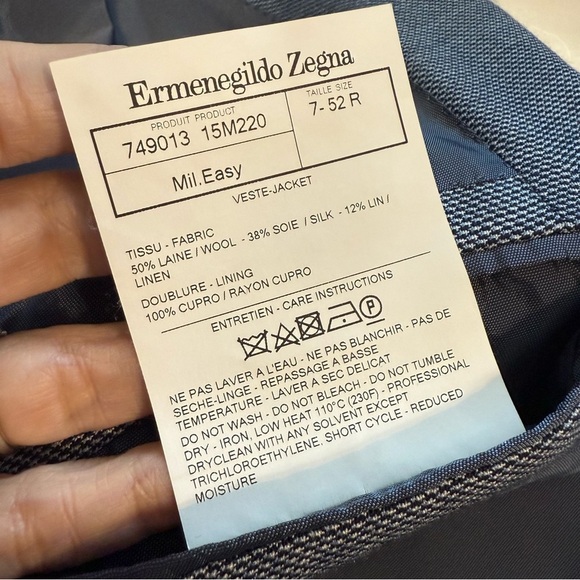 Ermenegildo Zegna
PRODUIT PRODUCT
749013 15M220
TAILLE SIZE
7-52 R
Mil.Easy
VESTE-JACKET
TISSU - FABRIC
50% LAINE / WOOL - 38% SOIE / SILK - 12% LIN /
LINEN
DOUBLURE - LINING
100% CUPRO / RAYON CUPRO
ENTRETIEN - CARE INSTRUCTIONS
P
NE PAS LAVER A L'EAU - NE PAS BLANCHIR - PAS DE
SECHE-LINGE - REPASSAGE A BASSE
TEMPERATURE - LAVER A SEC DELICAT
DO NOT WASH - DO NOT BLEACH - DO NOT TUMBLE
DRY - IRON, LOW HEAT 110°C (230F) - PROFESSIONAL
DRYCLEAN WITH ANY SOLVENT EXCEPT
TRICHLOROETHYLENE. SHORT CYCLE - REDUCED
MOISTURE